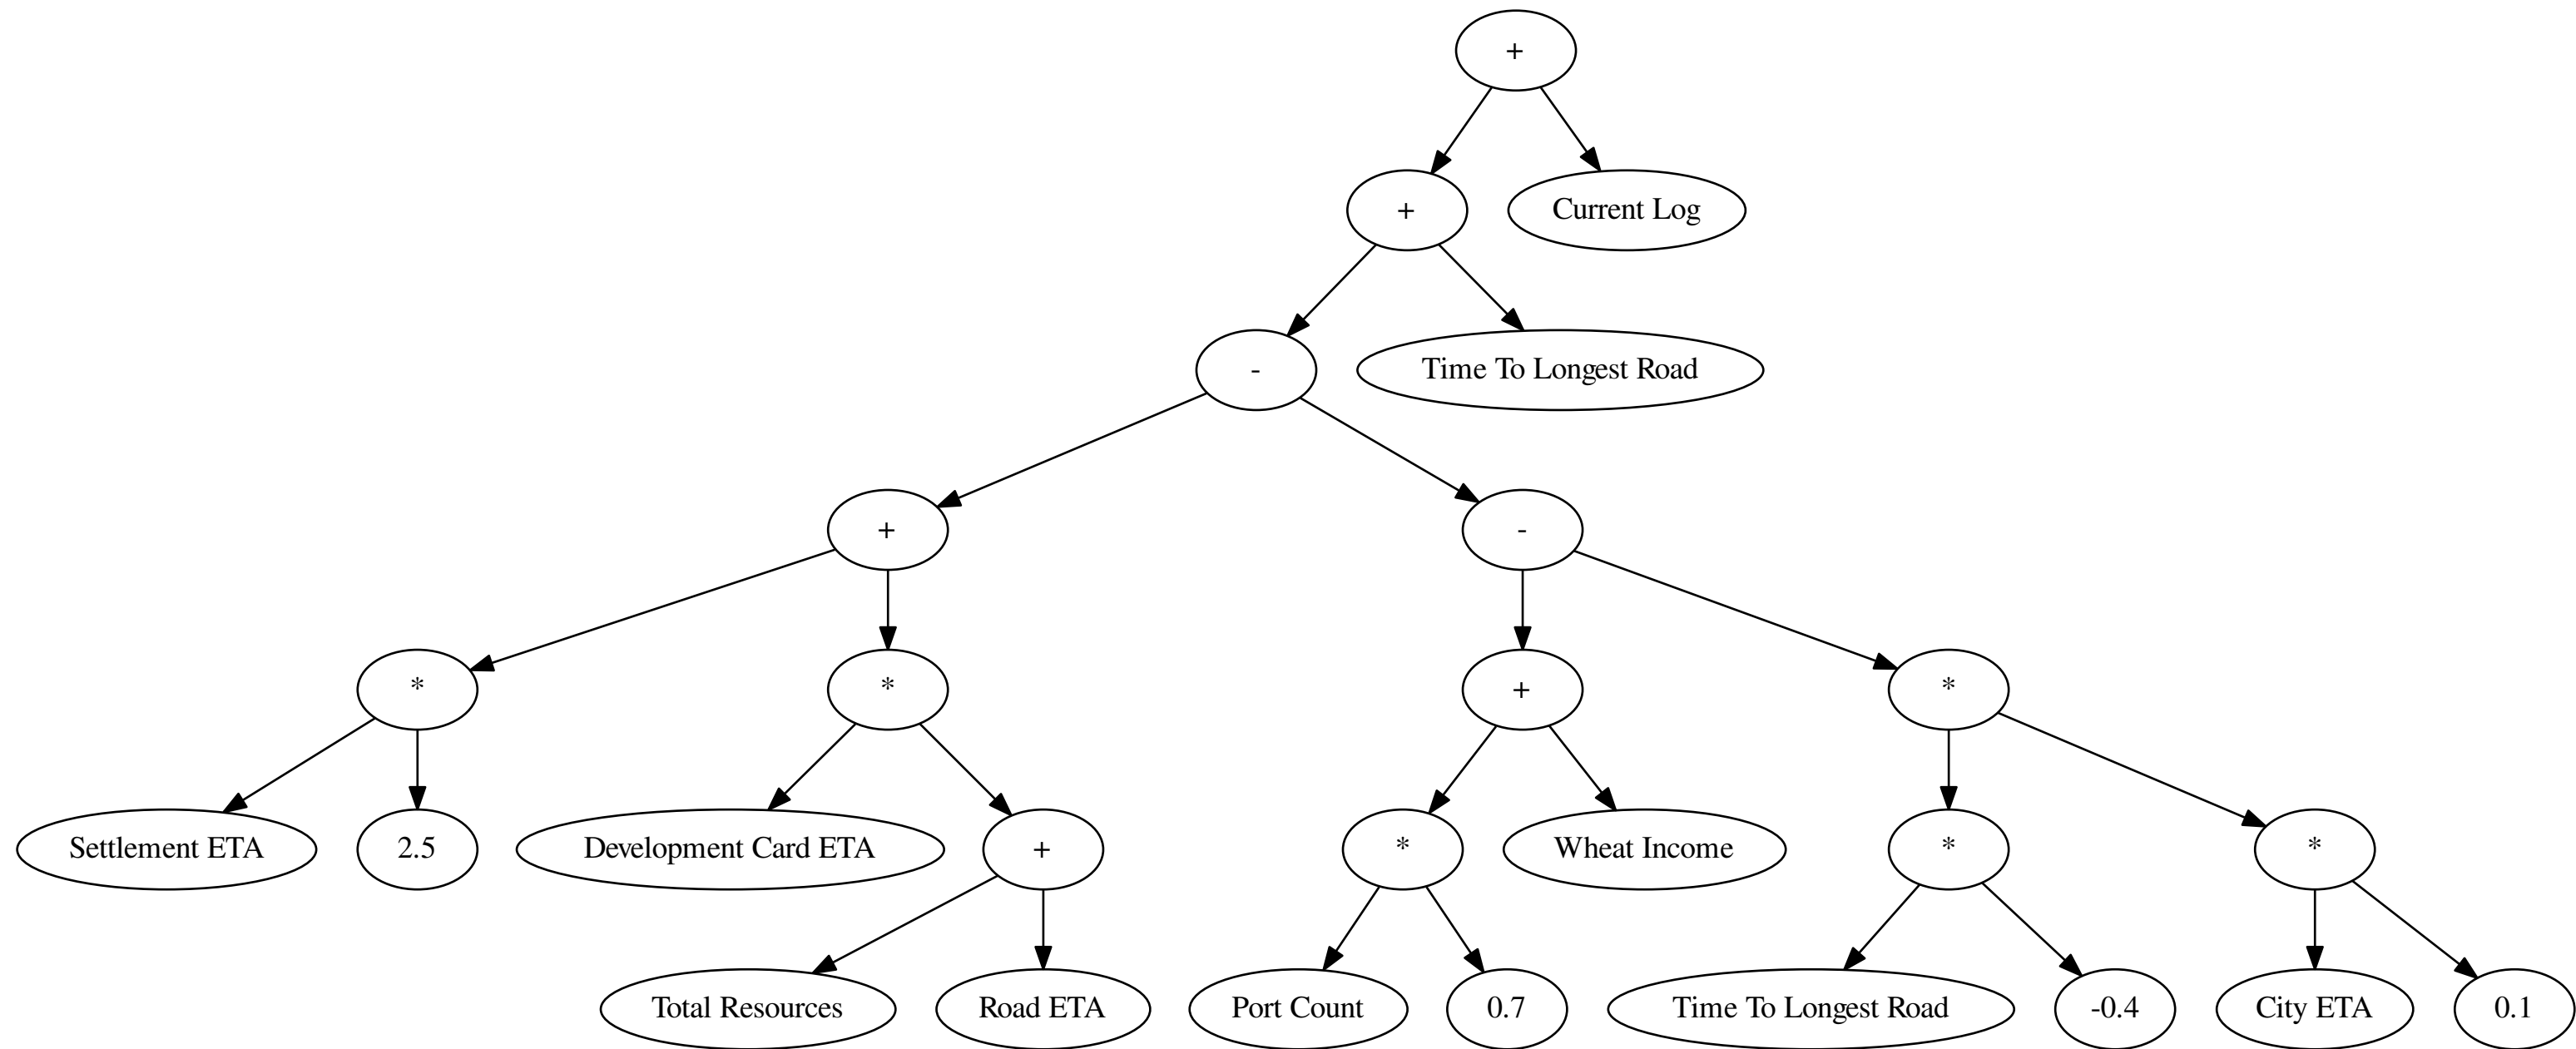 +
+
Current Log
-
Time To Longest Road
+
-
*
*
+
*
Settlement ETA
2.5
Development Card ETA
+
*
Wheat Income
*
*
Total Resources
Road ETA
Port Count
0.7
Time To Longest Road
-0.4
City ETA
0.1